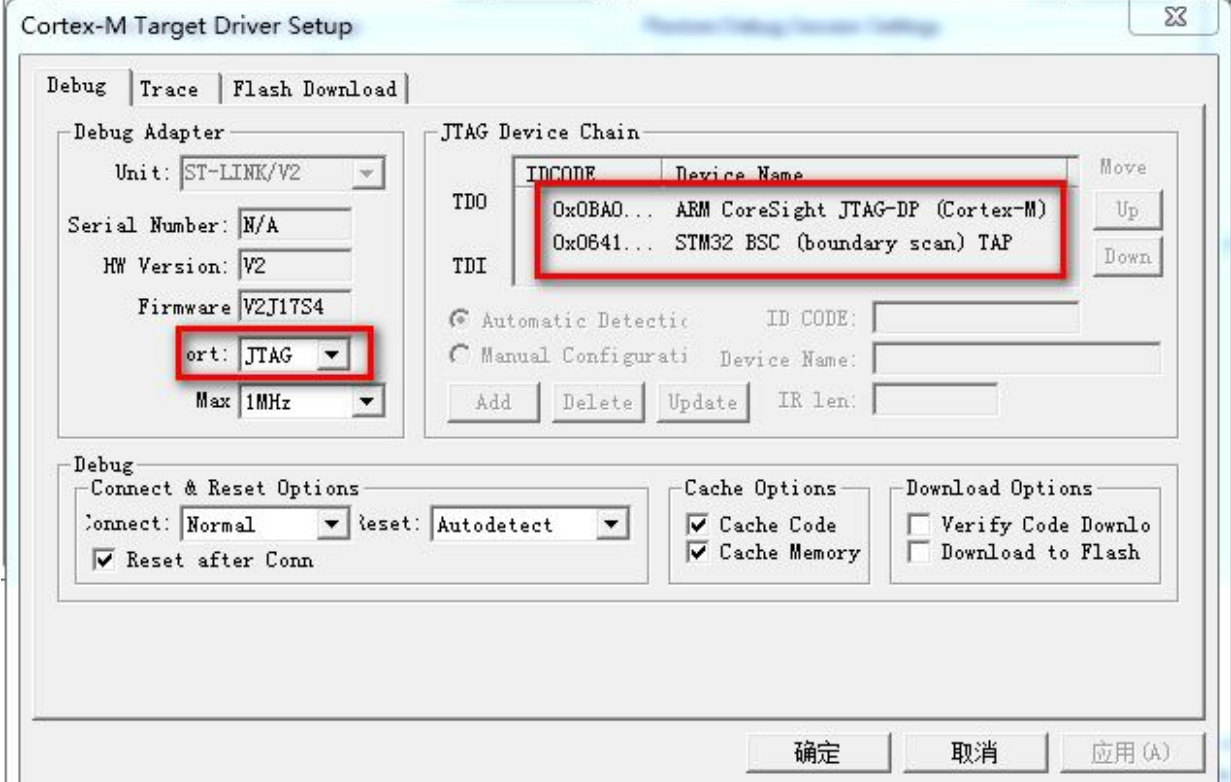 Cortex-M Target Driver Setup
Debug
Trace
Flash Download
Debug Adapter
Unit: ST-LINK/V2
Serial Number: N/A
HW Version: V2
Firmware V2J17S4
ort: JTAG
Max 1MHz
JTAG Device Chain
IDCODE Device Name
TDO
0x0BA0... ARM CoreSight JTAG-DP (Cortex-M)
0x0641... STM32 BSC (boundary scan) TAP
TDI
Move
Up
Down
Automatic Detectic
ID CODE:
Manual Configurati
Device Name:
Add
Delete
Update
IR len:
Debug
Connect & Reset Options
Connect: Normal
Reset: Autodetect
Reset after Conn
Cache Options
Cache Code
Cache Memory
Download Options
Verify Code Downlo
Download to Flash
确定
取消
应用(A)